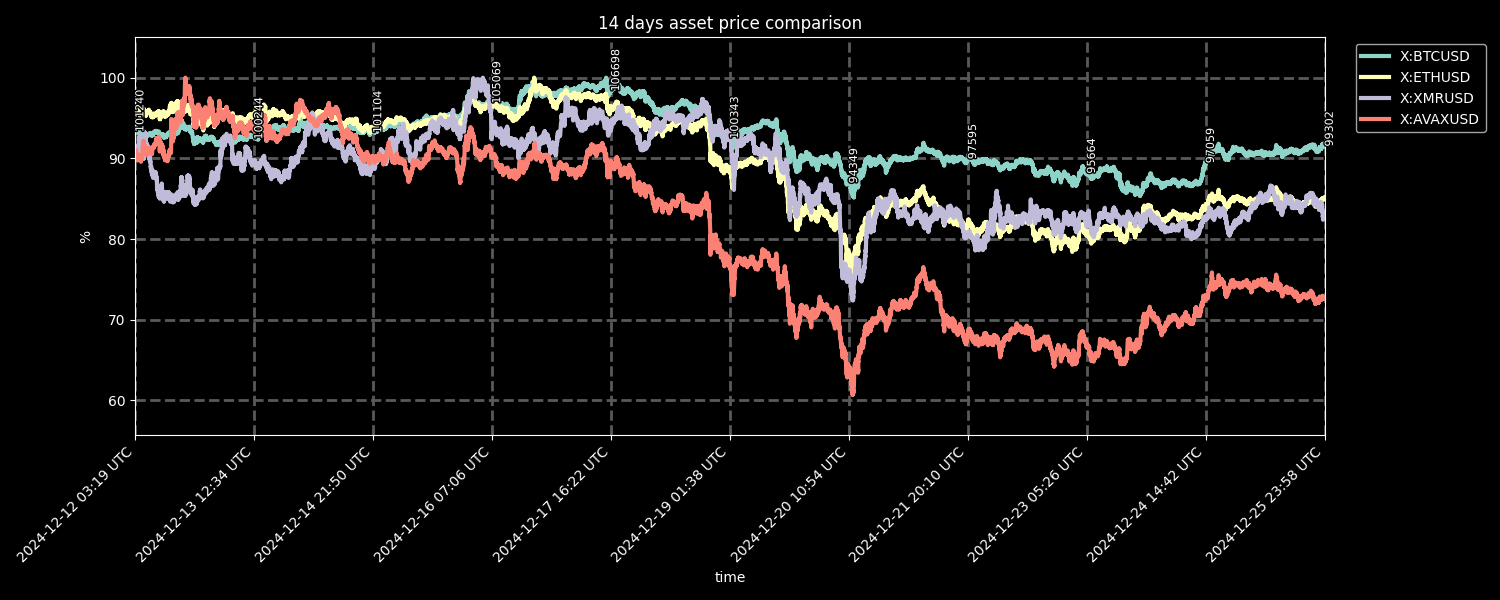 14 days asset price comparison
X:BTCUSD
X:ETHUSD
X:XMRUSD
X:AVAXUSD
%
100
90
80
70
60
101240
100244
101104
105069
106698
100343
94349
97595
95664
97059
99302
2024-12-12 03:19 UTC
2024-12-13 12:34 UTC
2024-12-14 21:50 UTC
2024-12-16 07:06 UTC
2024-12-17 16:22 UTC
2024-12-19 01:38 UTC
2024-12-20 10:54 UTC
2024-12-21 20:10 UTC
2024-12-23 05:26 UTC
2024-12-24 14:42 UTC
2024-12-25 23:58 UTC
time